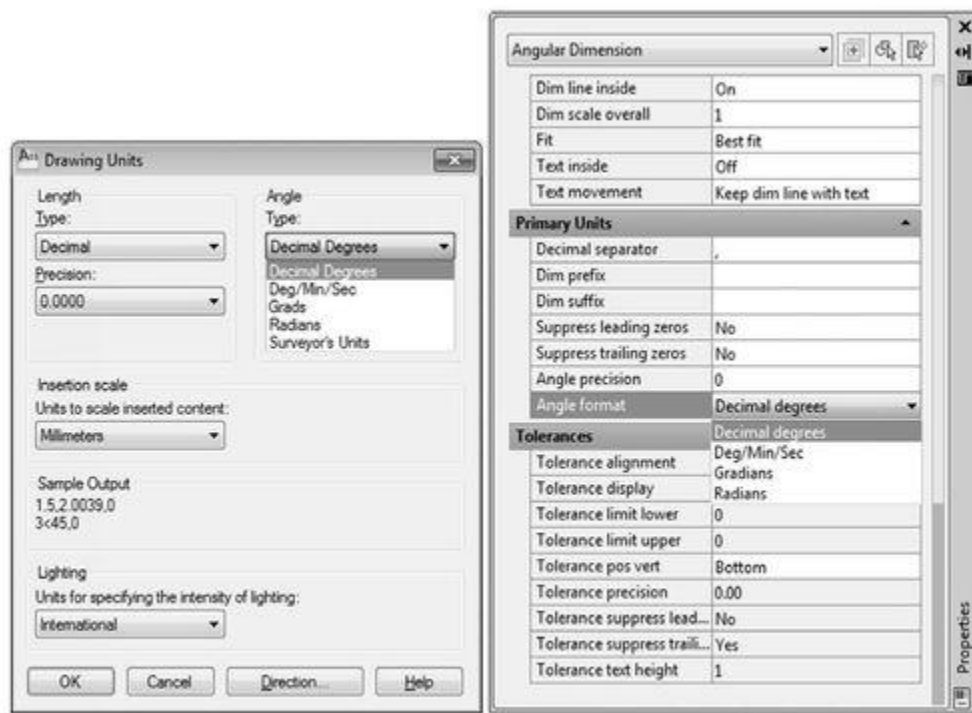 Drawing Units
Length
Type:
Decimal
Precision:
0.0000
Angle
Type:
Decimal Degrees
Decimal Degrees
Deg/Min/Sec
Grads
Radians
Surveyor's Units
Insertion scale
Units to scale inserted content:
Millimeters
Sample Output
1.5,2.0039,0
3<45,0
Lighting
Units for specifying the intensity of lighting:
International
OK Cancel Direction... Help
Angular Dimension
Dim line inside On
Dim scale overall 1
Fit Best fit
Text inside Off
Text movement Keep dim line with text
Primary Units
Decimal separator ,
Dim prefix
Dim suffix
Suppress leading zeros No
Suppress trailing zeros No
Angle precision 0
Angle format Decimal degrees
Decimal degrees
Deg/Min/Sec
Gradians
Radians
Tolerances
Tolerance alignment
Tolerance display
Tolerance limit lower 0
Tolerance limit upper 0
Tolerance pos vert Bottom
Tolerance precision 0.00
Tolerance suppress lead... No
Tolerance suppress traili... Yes
Tolerance text height 1
Properties